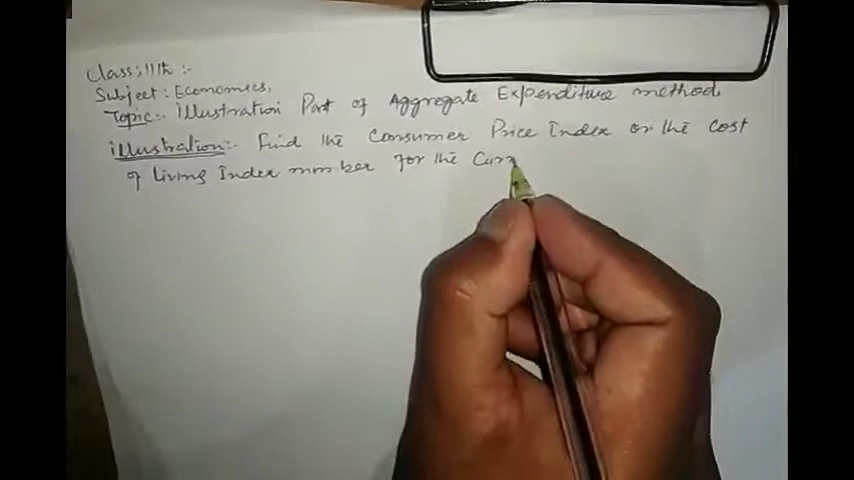 Class: 11th :-
Subject: Economics,
Topic:- illustration Part of Aggregate Expenditure method
illustration:- Find the Consumer Price Index or the Cost
of Living Index number for the Curr